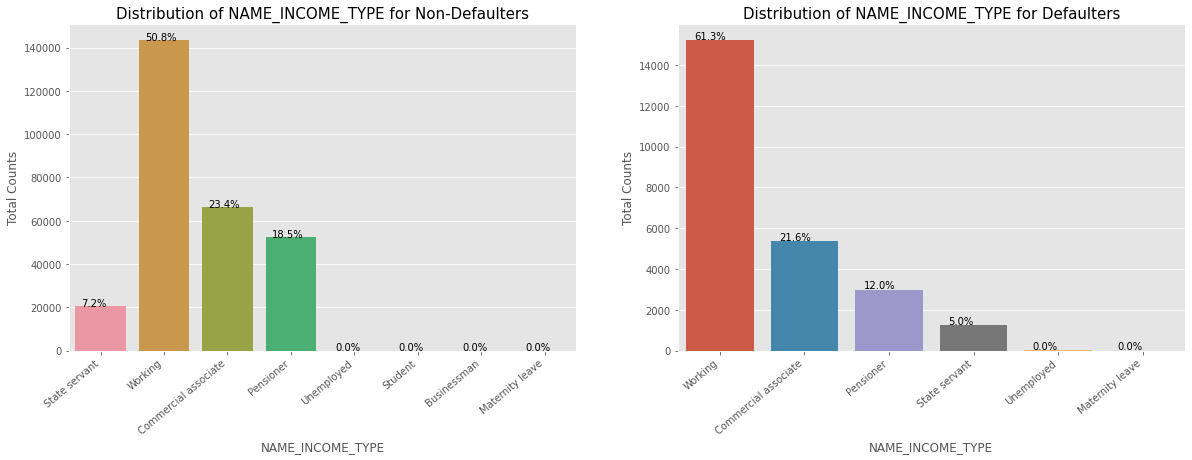 Distribution of NAME_INCOME_TYPE for Non-Defaulters
140000
120000
100000
80000
60000
40000
20000
0
Total Counts
7.2%
50.8%
23.4%
18.5%
0.0%
0.0%
0.0%
0.0%
State servant
Working
Commercial associate
Pensioner
Unemployed
Student
Businessman
Maternity leave
NAME_INCOME_TYPE
Distribution of NAME_INCOME_TYPE for Defaulters
14000
12000
10000
8000
6000
4000
2000
0
Total Counts
61.3%
21.6%
12.0%
5.0%
0.0%
0.0%
Working
Commercial associate
Pensioner
State servant
Unemployed
Maternity leave
NAME_INCOME_TYPE